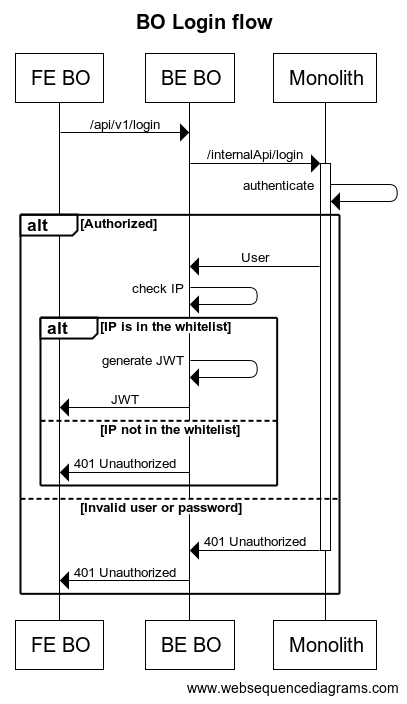 BO Login flow
FE BO
BE BO
Monolith
/api/v1/login
/internalApi/login
authenticate
alt
[Authorized]
User
check IP
alt
[IP is in the whitelist]
generate JWT
JWT
[IP not in the whitelist]
401 Unauthorized
[Invalid user or password]
401 Unauthorized
401 Unauthorized
FE BO
BE BO
Monolith
www.websequencediagrams.com